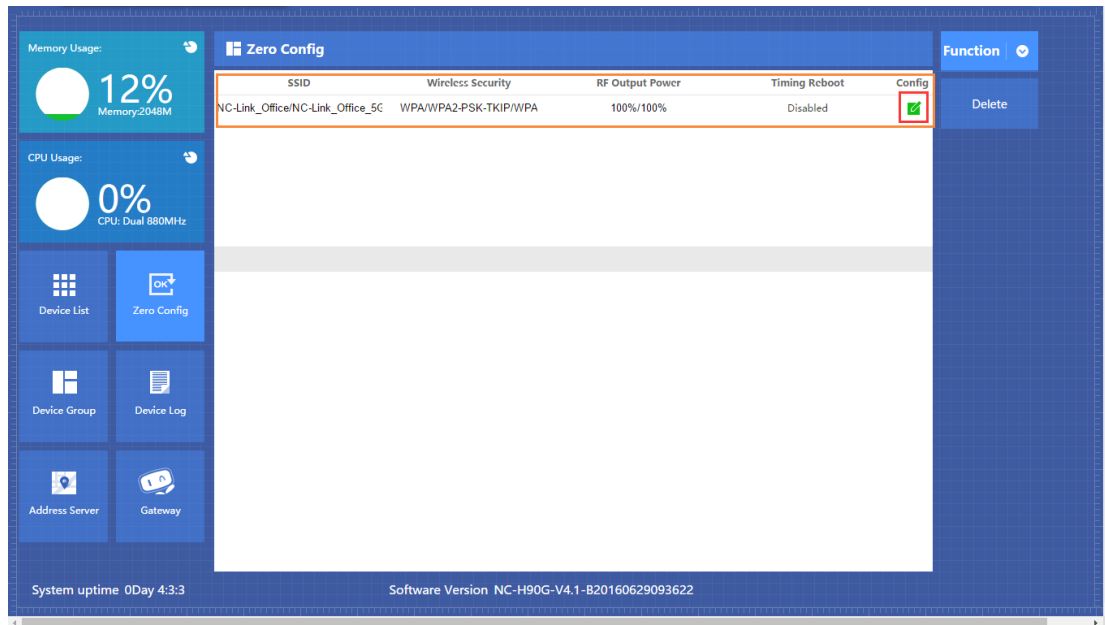 Memory Usage:
12%
Memory:2048M
CPU Usage:
0%
CPU: Dual 880MHz
Device List
Zero Config
Device Group
Device Log
Address Server
Gateway
Zero Config
SSID Wireless Security RF Output Power Timing Reboot Config
NC-Link_Office/NC-Link_Office_5G WPA/WPA2-PSK-TKIP/WPA 100%/100% Disabled
Function
Delete
System uptime 0Day 4:3:3
Software Version NC-H90G-V4.1-B20160629093622
OK